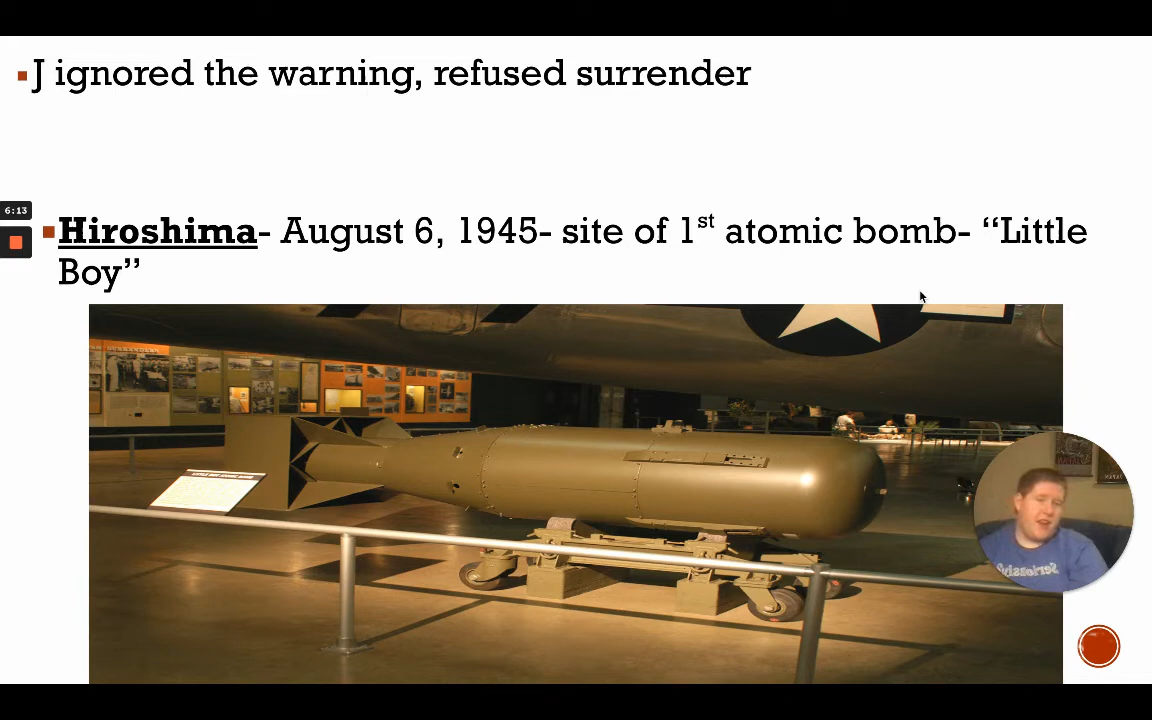 J ignored the warning, refused surrender
6:13
Hiroshima- August 6, 1945- site of 1st atomic bomb- “Little
Boy”